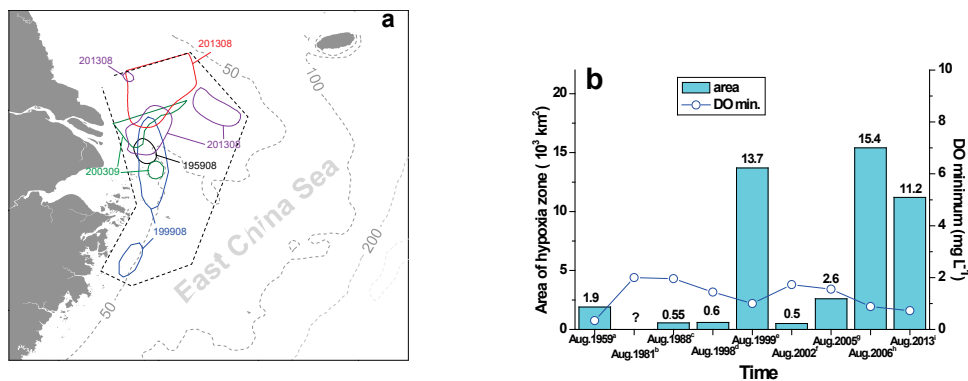 a
201308
201308
50
100
201308
195908
200309
199908
East China Sea
200
50
b
area
DO min.
Area of hypoxia zone ( 10³ km²)
20
15
10
5
0
10
8
6
4
2
0
DO minimum (mg L⁻¹)
1.9
?
0.55
0.6
13.7
0.5
2.6
15.4
11.2
Aug.1959ᵃ
Aug.1981ᵇ
Aug.1988ᶜ
Aug.1998ᵈ
Aug.1999ᵉ
Aug.2002ᶠ
Aug.2005ᵍ
Aug.2006ʰ
Aug.2013ⁱ
Time